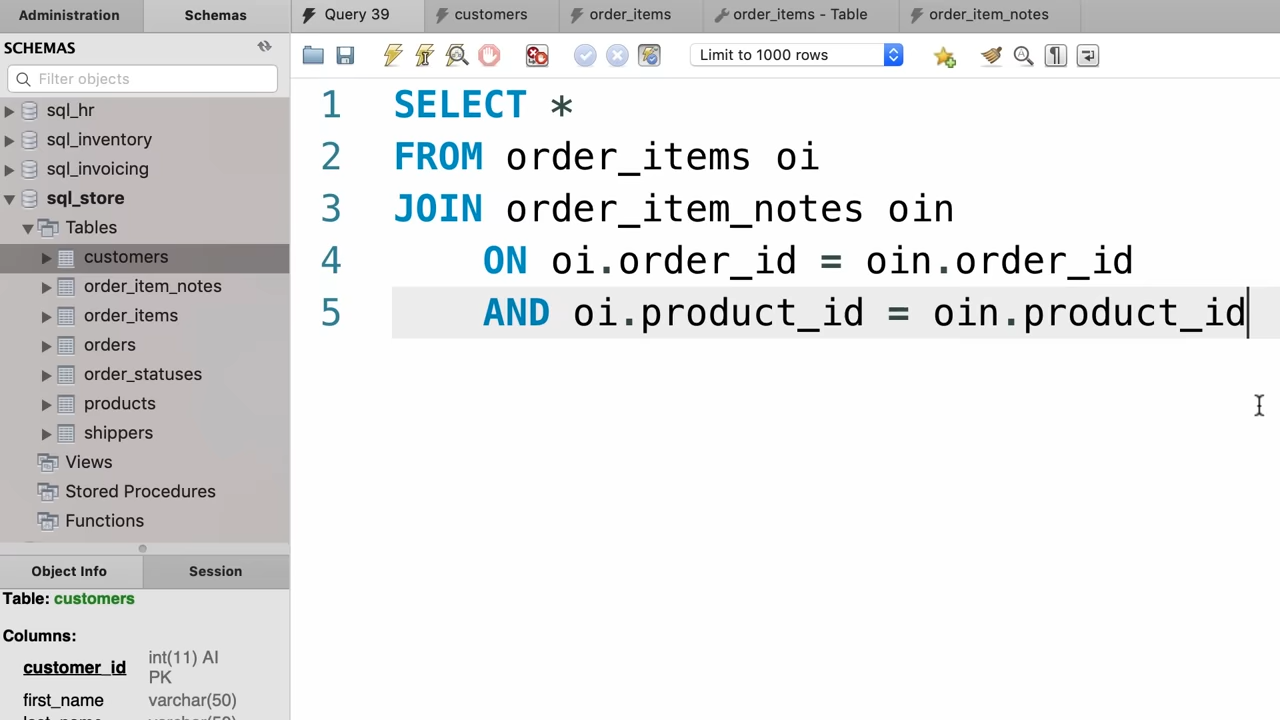 Administration
Schemas
Query 39
customers
order_items
order_items - Table
order_item_notes
SCHEMAS
Filter objects
Limit to 1000 rows
sql_hr
sql_inventory
sql_invoicing
sql_store
Tables
customers
order_item_notes
order_items
orders
order_statuses
products
shippers
Views
Stored Procedures
Functions
1 SELECT *
2 FROM order_items oi
3 JOIN order_item_notes oin
4 ON oi.order_id = oin.order_id
5 AND oi.product_id = oin.product_id
Object Info
Session
Table: customers
Columns:
customer_id int(11) AI
PK
first_name varchar(50)
last_name varchar(50)